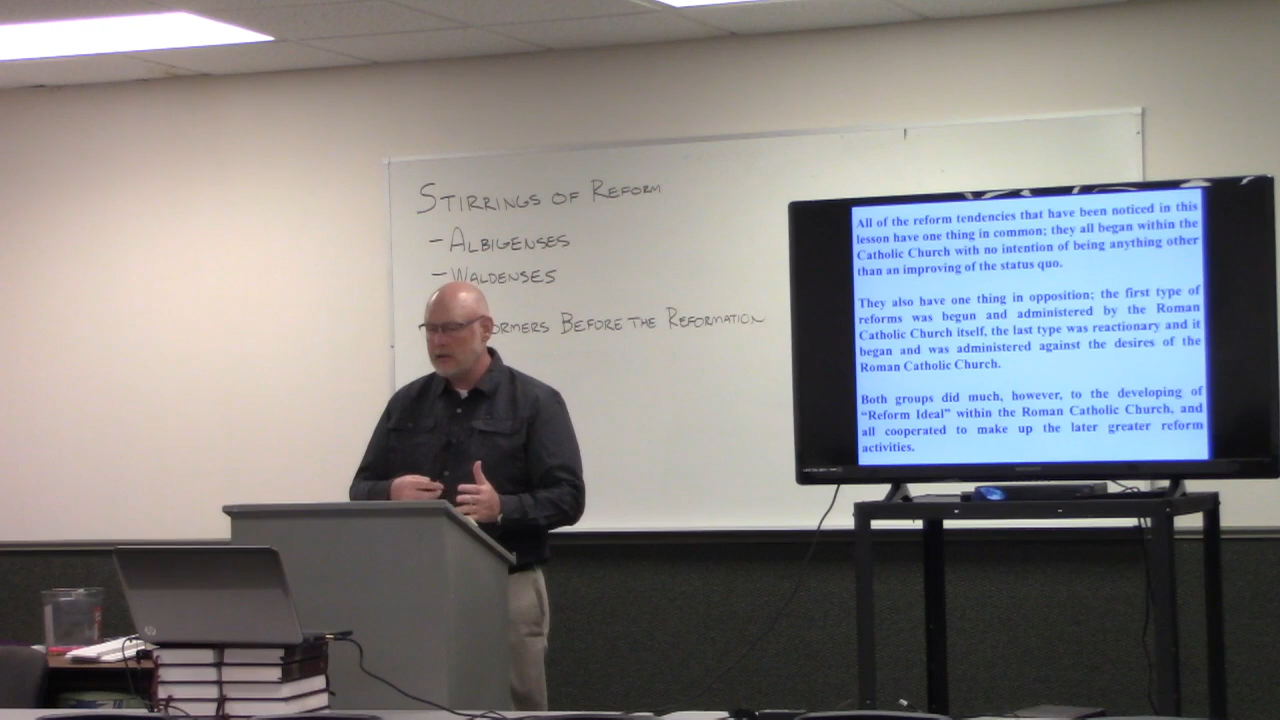 STIRRINGS OF REFORM
- ALBIGENSES
- WALDENSES
ORMERS BEFORE THE REFORMATION
All of the reform tendencies that have been noticed in this
lesson have one thing in common; they all began within the
Catholic Church with no intention of being anything other
than an improving of the status quo.
They also have one thing in opposition; the first type of
reforms was begun and administered by the Roman
Catholic Church itself, the last type was reactionary and it
began and was administered against the desires of the
Roman Catholic Church.
Both groups did much, however, to the developing of
“Reform Ideal” within the Roman Catholic Church, and
all cooperated to make up the later greater reform
activities.
hp